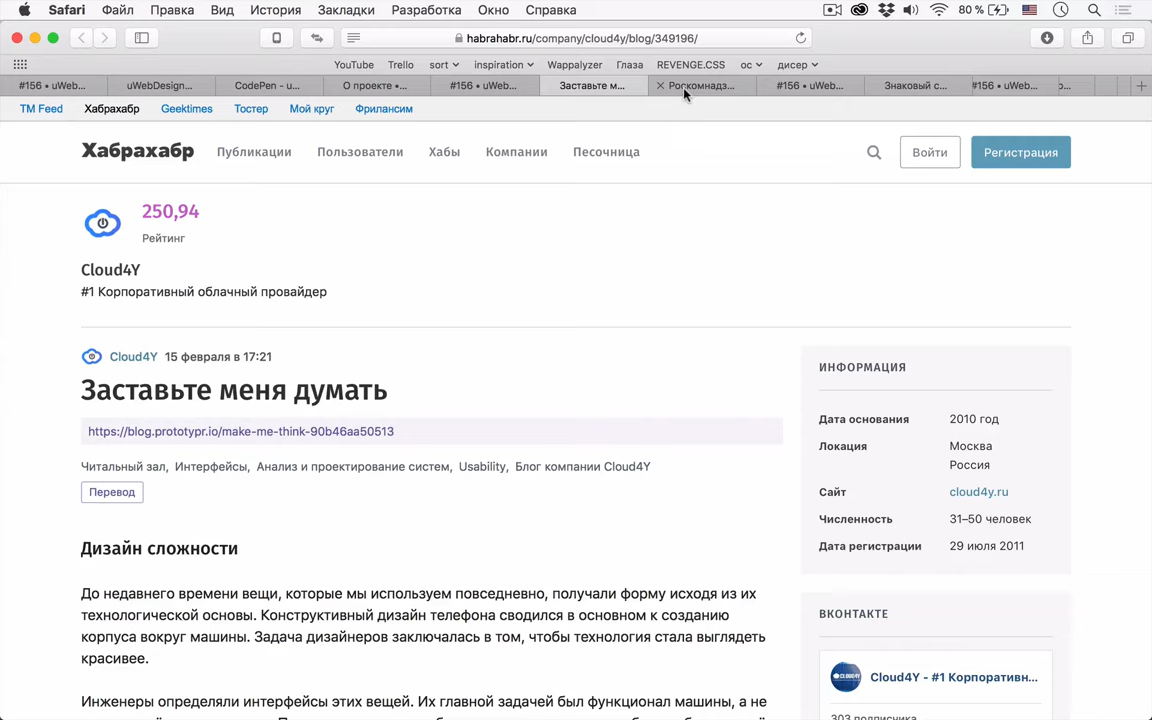 Safari Файл Правка Вид История Закладки Разработка Окно Справка 80 %
habrahabr.ru/company/cloud4y/blog/349196/
YouTube Trello sort inspiration Wappalyzer Глаза REVENGE.CSS ос дисер
#156 • uWeb... uWebDesign... CodePen - u... О проекте •... #156 • uWeb... Заставьте м... Роскомнадз... #156 • uWeb... Знаковый с... #156 • uWeb...
TM Feed Хабрахабр Geektimes Тостер Мой круг Фрилансим
Хабрахабр Публикации Пользователи Хабы Компании Песочница Войти Регистрация
250,94
Рейтинг
Cloud4Y
#1 Корпоративный облачный провайдер
Cloud4Y 15 февраля в 17:21
Заставьте меня думать
https://blog.prototypr.io/make-me-think-90b46aa50513
Читальный зал, Интерфейсы, Анализ и проектирование систем, Usability, Блог компании Cloud4Y
Перевод
Дизайн сложности
До недавнего времени вещи, которые мы используем повседневно, получали форму исходя из их
технологической основы. Конструктивный дизайн телефона сводился в основном к созданию
корпуса вокруг машины. Задача дизайнеров заключалась в том, чтобы технология стала выглядеть
красивее.
Инженеры определяли интерфейсы этих вещей. Их главной задачей был функционал машины, а не
ИНФОРМАЦИЯ
Дата основания 2010 год
Локация Москва
Россия
Сайт cloud4y.ru
Численность 31–50 человек
Дата регистрации 29 июля 2011
ВКОНТАКТЕ
Cloud4Y - #1 Корпоративн...
303 подписчика